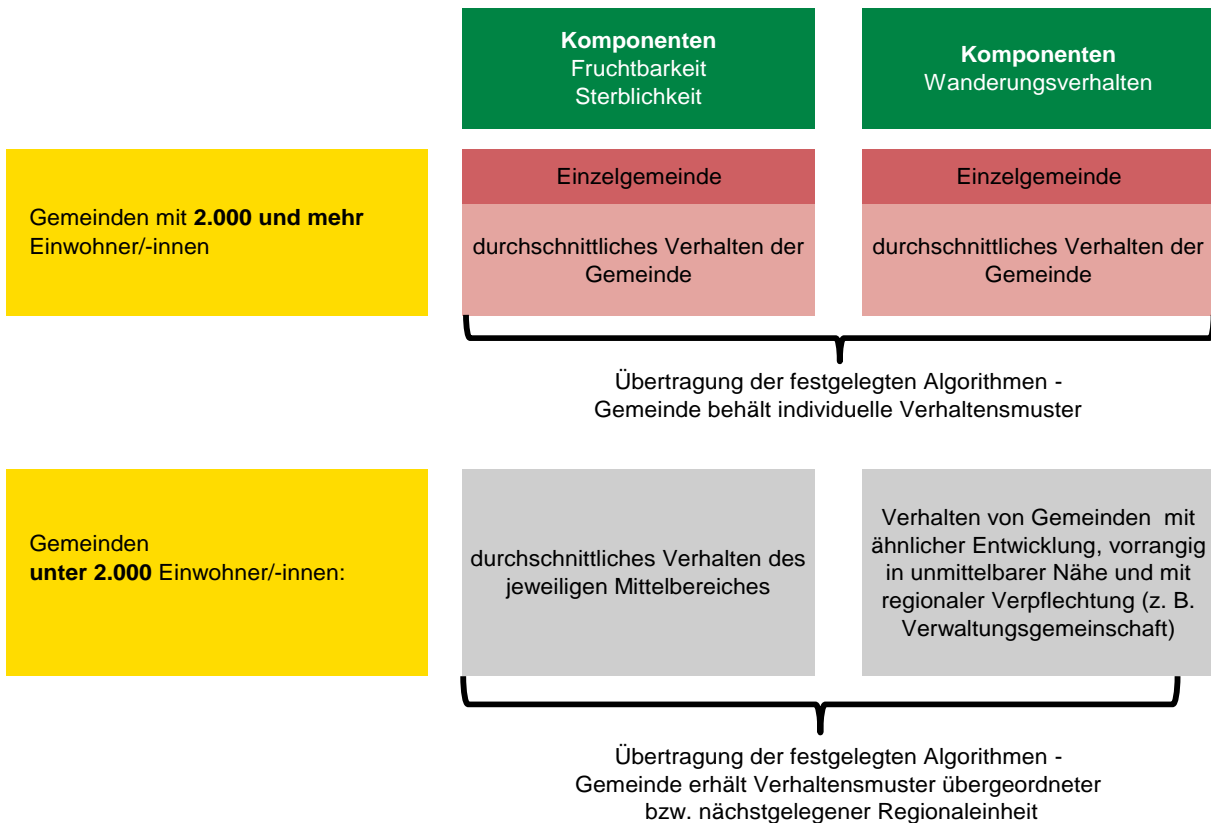 Komponenten
Fruchtbarkeit
Sterblichkeit
Komponenten
Wanderungsverhalten
Gemeinden mit 2.000 und mehr
Einwohner/-innen
Einzelgemeinde
durchschnittliches Verhalten der
Gemeinde
Einzelgemeinde
durchschnittliches Verhalten der
Gemeinde
Übertragung der festgelegten Algorithmen -
Gemeinde behält individuelle Verhaltensmuster
Gemeinden
unter 2.000 Einwohner/-innen:
durchschnittliches Verhalten des
jeweiligen Mittelbereiches
Verhalten von Gemeinden mit
ähnlicher Entwicklung, vorrangig
in unmittelbarer Nähe und mit
regionaler Verpflechtung (z. B.
Verwaltungsgemeinschaft)
Übertragung der festgelegten Algorithmen -
Gemeinde erhält Verhaltensmuster übergeordneter
bzw. nächstgelegener Regionaleinheit